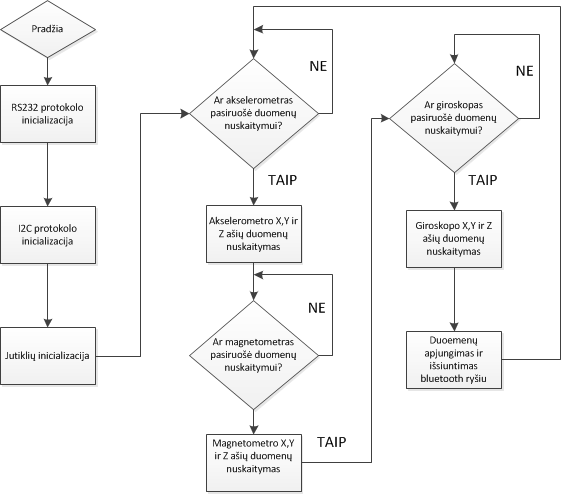 Pradžia
RS232 protokolo
inicializacija
I2C protokolo
inicializacija
Jutiklių inicializacija
NE
Ar akselerometras
pasiruošė duomenų
nuskaitymui?
TAIP
Akselerometro X,Y ir
Z ašių duomenų
nuskaitymas
NE
Ar magnetometras
pasiruošė duomenų
nuskaitymui?
Magnetometro X,Y
ir Z ašių duomenų
nuskaitymas
TAIP
NE
Ar giroskopas
pasiruošė duomenų
nuskaitymui?
TAIP
Giroskopo X,Y ir Z
ašių duomenų
nuskaitymas
Duoemenų
apjungimas ir
išsiuntimas
bluetooth ryšiu